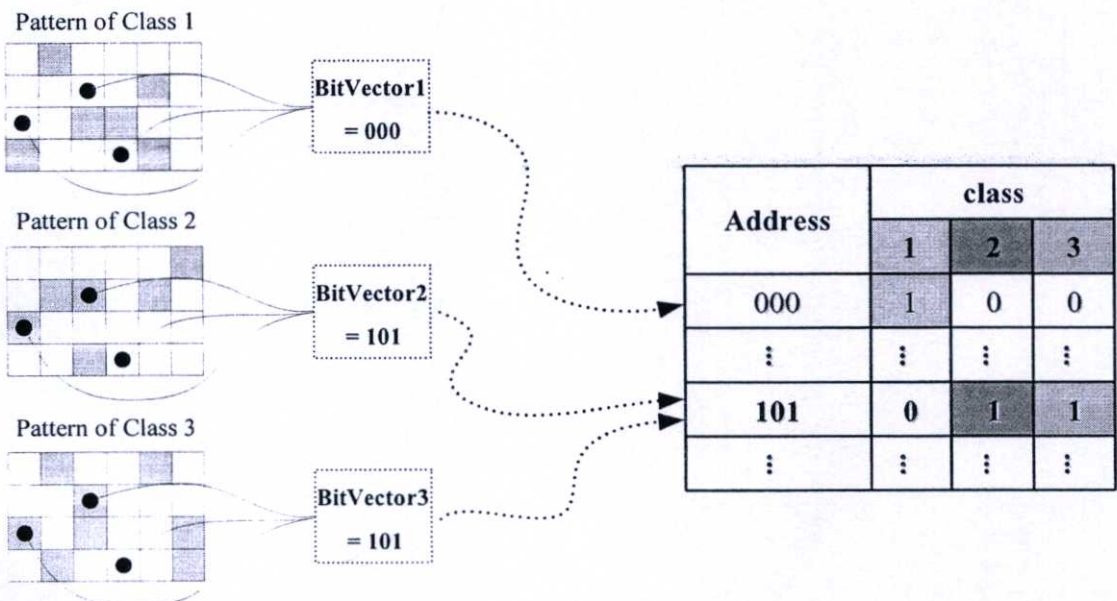 Pattern of Class 1
BitVector1
= 000
Pattern of Class 2
BitVector2
= 101
Pattern of Class 3
BitVector3
= 101
Address class
1 2 3
000 1 0 0
⋮ ⋮ ⋮ ⋮
101 0 1 1
⋮ ⋮ ⋮ ⋮